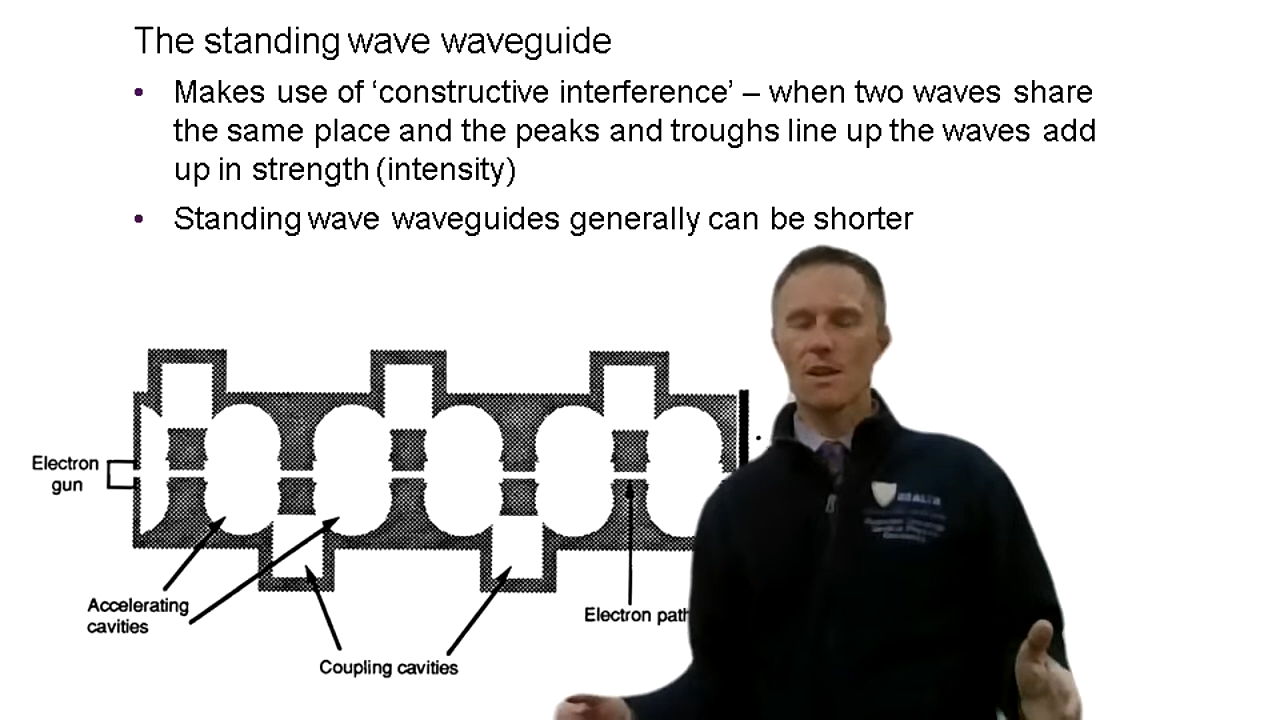 The standing wave waveguide
• Makes use of ‘constructive interference’ – when two waves share
the same place and the peaks and troughs line up the waves add
up in strength (intensity)
• Standing wave waveguides generally can be shorter
Electron
gun
Accelerating
cavities
Electron path
Coupling cavities